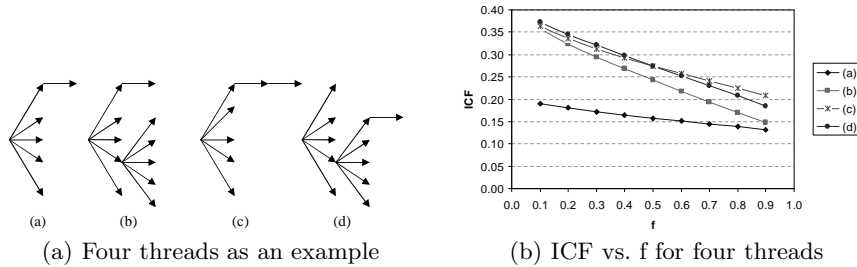 (a) (b) (c) (d)
(a) Four threads as an example
ICF
0.40
0.35
0.30
0.25
0.20
0.15
0.10
0.05
0.00
0.0 0.1 0.2 0.3 0.4 0.5 0.6 0.7 0.8 0.9 1.0
f
(a)
(b)
(c)
(d)
(b) ICF vs. f for four threads